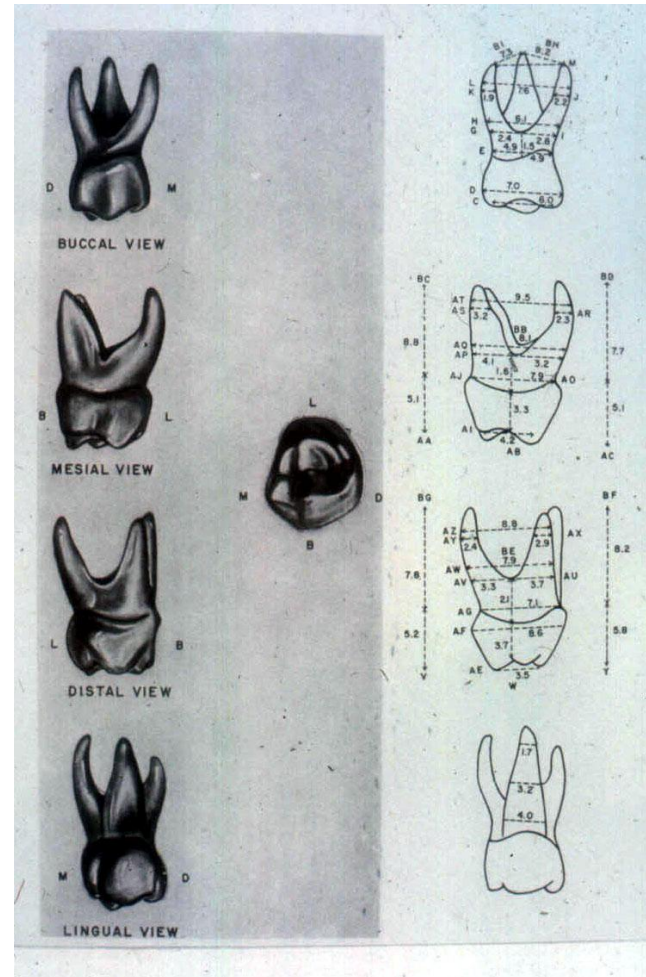 D M
BUCCAL VIEW
B L
MESIAL VIEW
L
M D
B
L B
DISTAL VIEW
M D
LINGUAL VIEW
BI BH
7.3 8.2
M
L
K J
1.9 7.6 2.2
H 6.1
G I
2.4 2.8
4.9 1.5
E 4.9
D 7.0
C 6.0
BC BD
AT 9.5
AS 3.2 2.3 AR
BB
8.1
8.8 AQ 7.7
AP 4.1 3.2
1.6
AJ 7.9 AO
5.1 3.3 5.1
AI
4.2
AA AB AC
BG BF
AZ 8.8 AX
AY 2.4 2.9
BE 8.2
AW 7.9
7.8 AV 3.3 3.7 AU
2.1
AG 7.1
AF 8.6
5.2 3.7 5.8
AE 3.5
V W Y
1.7
3.2
4.0